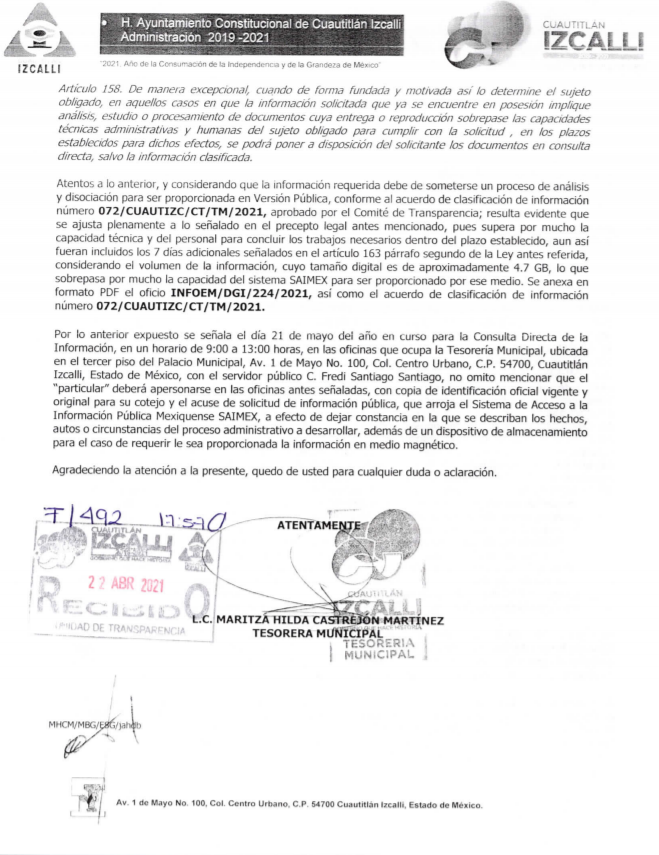 IZCALLI
• H. Ayuntamiento Constitucional de Cuautitlán Izcalli
Administración 2019 -2021
"2021. Año de la Consumación de la Independencia y de la Grandeza de México"
CUAUTITLÁN
IZCALLI
Artículo 158. De manera excepcional, cuando de forma fundada y motivada así lo determine el sujeto
obligado, en aquellos casos en que la información solicitada que ya se encuentre en posesión implique
análisis, estudio o procesamiento de documentos cuya entrega o reproducción sobrepase las capacidades
técnicas administrativas y humanas del sujeto obligado para cumplir con la solicitud , en los plazos
establecidos para dichos efectos, se podrá poner a disposición del solicitante los documentos en consulta
directa, salvo la información clasificada.
Atentos a lo anterior, y considerando que la información requerida debe de someterse un proceso de análisis
y disociación para ser proporcionada en Versión Pública, conforme al acuerdo de clasificación de información
número 072/CUAUTIZC/CT/TM/2021, aprobado por el Comité de Transparencia; resulta evidente que
se ajusta plenamente a lo señalado en el precepto legal antes mencionado, pues supera por mucho la
capacidad técnica y del personal para concluir los trabajos necesarios dentro del plazo establecido, aun así
fueran incluidos los 7 días adicionales señalados en el artículo 163 párrafo segundo de la Ley antes referida,
considerando el volumen de la información, cuyo tamaño digital es de aproximadamente 4.7 GB, lo que
sobrepasa por mucho la capacidad del sistema SAIMEX para ser proporcionado por ese medio. Se anexa en
formato PDF el oficio INFOEM/DGI/224/2021, así como el acuerdo de clasificación de información
número 072/CUAUTIZC/CT/TM/2021.
Por lo anterior expuesto se señala el día 21 de mayo del año en curso para la Consulta Directa de la
Información, en un horario de 9:00 a 13:00 horas, en las oficinas que ocupa la Tesorería Municipal, ubicada
en el tercer piso del Palacio Municipal, Av. 1 de Mayo No. 100, Col. Centro Urbano, C.P. 54700, Cuautitlán
Izcalli, Estado de México, con el servidor público C. Fredi Santiago Santiago, no omito mencionar que el
"particular" deberá apersonarse en las oficinas antes señaladas, con copia de identificación oficial vigente y
original para su cotejo y el acuse de solicitud de información pública, que arroja el Sistema de Acceso a la
Información Pública Mexiquense SAIMEX, a efecto de dejar constancia en la que se describan los hechos,
autos o circunstancias del proceso administrativo a desarrollar, además de un dispositivo de almacenamiento
para el caso de requerir le sea proporcionada la información en medio magnético.
Agradeciendo la atención a la presente, quedo de usted para cualquier duda o aclaración.
CUAUTITLÁN
IZCALLI
22 ABR 2021
RECIBIDO
UNIDAD DE TRANSPARENCIA
ATENTAMENTE
CUAUTITLÁN
IZCALLI
L.C. MARITZA HILDA CASTREJÓN MARTÍNEZ
TESORERA MUNICIPAL
TESORERIA
MUNICIPAL
Av. 1 de Mayo No. 100, Col. Centro Urbano, C.P. 54700 Cuautitlán Izcalli, Estado de México.